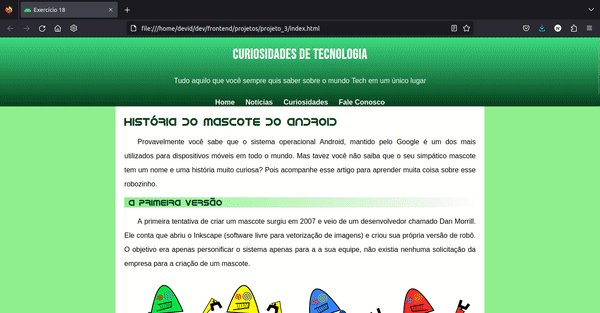 Exercício 18
file:///home/devid/dev/frontend/projetos/projeto_3/index.html
CURIOSIDADES DE TECNOLOGIA
Tudo aquilo que você sempre quis saber sobre o mundo Tech em um único lugar
Home Notícias Curiosidades Fale Conosco
História do Mascote do Android
Provavelmente você sabe que o sistema operacional Android, mantido pelo Google é um dos mais
utilizados para dispositivos móveis em todo o mundo. Mas tavez você não saiba que o seu simpático mascote
tem um nome e uma história muito curiosa? Pois acompanhe esse artigo para aprender muita coisa sobre esse
robozinho.
A primeira versão
A primeira tentativa de criar um mascote surgiu em 2007 e veio de um desenvolvedor chamado Dan Morrill.
Ele conta que abriu o Inkscape (software livre para vetorização de imagens) e criou sua própria versão de robô.
O objetivo era apenas personificar o sistema apenas para a a sua equipe, não existia nenhuma solicitação da
empresa para a criação de um mascote.